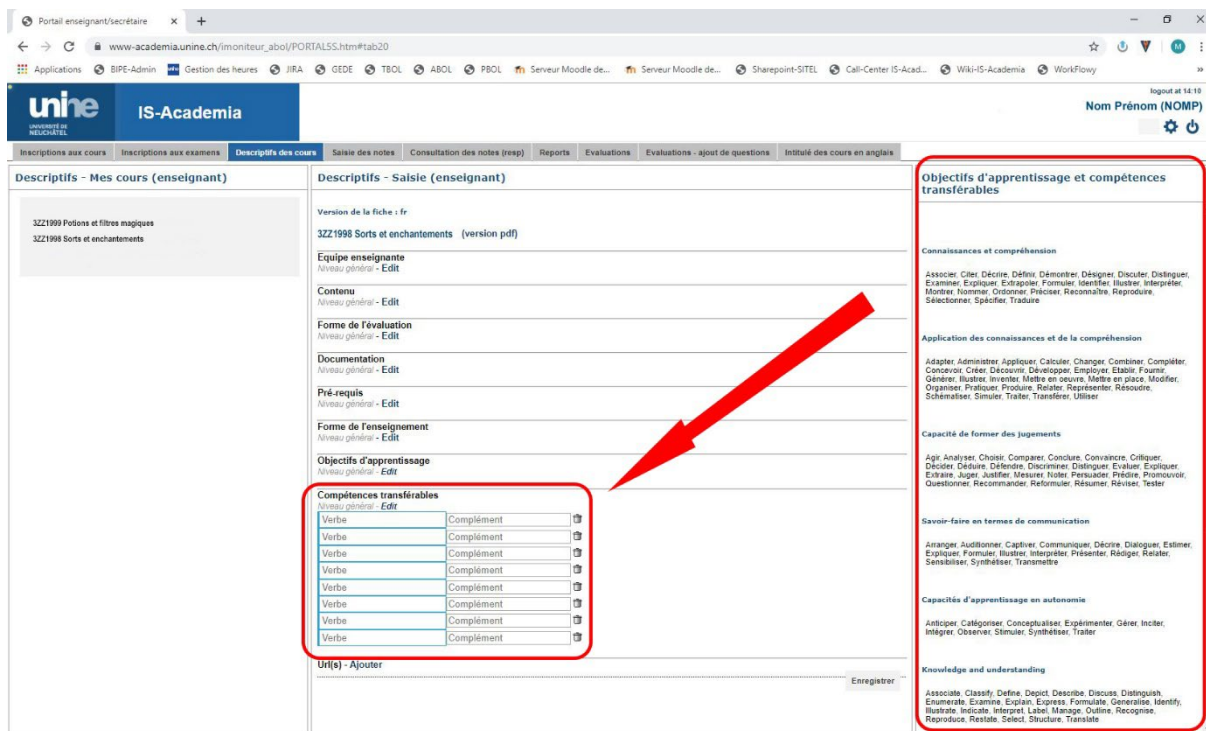 Portail enseignant/secrétaire
www-academia.unine.ch/imoniteur_abol/PORTAL5S.htm#tab20
M
Applications BIPE-Admin Gestion des heures JIRA GEDE TBOL ABOL PBOL Serveur Moodle de... Serveur Moodle de... Sharepoint-SITEL Call-Center IS-Acad... Wiki-IS-Academia WorkFlowy »
logout at 14:10
unine
UNIVERSITÉ DE
NEUCHÂTEL
IS-Academia
Nom Prénom (NOMP)
Inscriptions aux cours Inscriptions aux examens Descriptifs des cours Saisie des notes Consultation des notes (resp) Reports Evaluations Evaluations - ajout de questions Intitulé des cours en anglais
Descriptifs - Mes cours (enseignant)
3ZZ1999 Potions et filtres magiques
3ZZ1998 Sorts et enchantements
Descriptifs - Saisie (enseignant)
Version de la fiche : fr
3ZZ1998 Sorts et enchantements (version pdf)
Equipe enseignante
Niveau général - Edit
Contenu
Niveau général - Edit
Forme de l'évaluation
Niveau général - Edit
Documentation
Niveau général - Edit
Pré-requis
Niveau général - Edit
Forme de l'enseignement
Niveau général - Edit
Objectifs d'apprentissage
Niveau général - Edit
Compétences transférables
Niveau général - Edit
Verbe Complément
Verbe Complément
Verbe Complément
Verbe Complément
Verbe Complément
Verbe Complément
Verbe Complément
Verbe Complément
Url(s) - Ajouter
Enregistrer
Objectifs d'apprentissage et compétences
transférables
Connaissances et compréhension
Associer, Citer, Décrire, Définir, Démontrer, Désigner, Discuter, Distinguer,
Examiner, Expliquer, Extrapoler, Formuler, Identifier, Illustrer, Interpréter,
Montrer, Nommer, Ordonner, Préciser, Reconnaître, Reproduire,
Sélectionner, Spécifier, Traduire
Application des connaissances et de la compréhension
Adapter, Administrer, Appliquer, Calculer, Changer, Combiner, Compléter,
Concevoir, Créer, Découvrir, Développer, Employer, Etablir, Fournir,
Générer, Illustrer, Inventer, Mettre en oeuvre, Mettre en place, Modifier,
Organiser, Pratiquer, Produire, Relater, Représenter, Résoudre,
Schématiser, Simuler, Traiter, Transférer, Utiliser
Capacité de former des jugements
Agir, Analyser, Choisir, Comparer, Conclure, Convaincre, Critiquer,
Décider, Déduire, Défendre, Discriminer, Distinguer, Evaluer, Expliquer,
Extraire, Juger, Justifier, Mesurer, Noter, Persuader, Prédire, Promouvoir,
Questionner, Recommander, Reformuler, Résumer, Réviser, Tester
Savoir-faire en termes de communication
Arranger, Auditionner, Captiver, Communiquer, Décrire, Dialoguer, Estimer,
Expliquer, Formuler, Illustrer, Interpréter, Présenter, Rédiger, Relater,
Sensibiliser, Synthétiser, Transmettre
Capacités d'apprentissage en autonomie
Anticiper, Catégoriser, Conceptualiser, Expérimenter, Gérer, Inciter,
Intégrer, Observer, Stimuler, Synthétiser, Traiter
Knowledge and understanding
Associate, Classify, Define, Depict, Describe, Discuss, Distinguish,
Enumerate, Examine, Explain, Express, Formulate, Generalise, Identify,
Illustrate, Indicate, Interpret, Label, Manage, Outline, Recognise,
Reproduce, Restate, Select, Structure, Translate